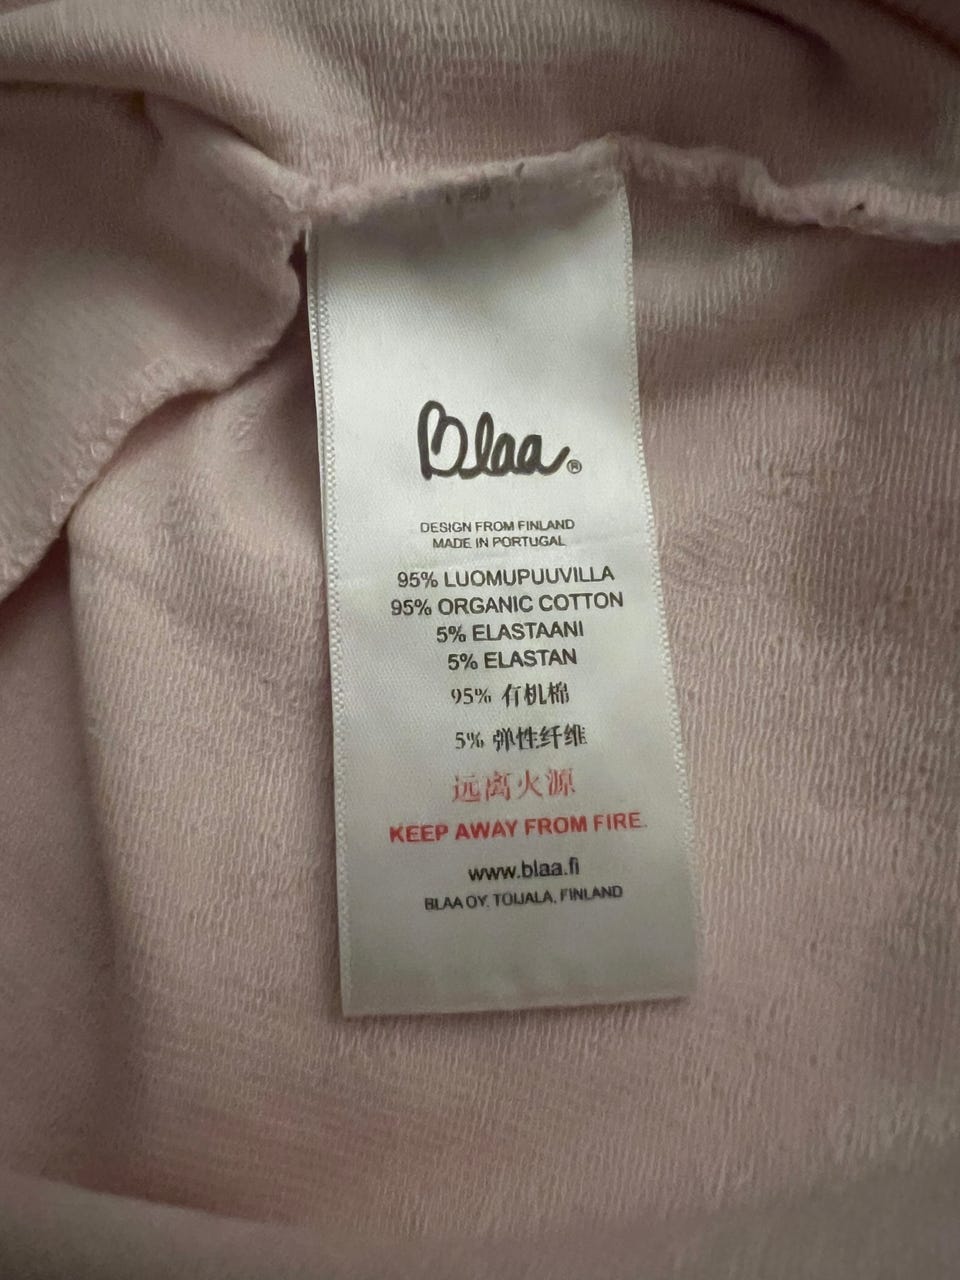 Blaa®
DESIGN FROM FINLAND
MADE IN PORTUGAL
95% LUOMUPUUVILLA
95% ORGANIC COTTON
5% ELASTAANI
5% ELASTAN
95% 有机棉
5% 弹性纤维
远离火源
KEEP AWAY FROM FIRE.
www.blaa.fi
BLAA OY, TOIJALA, FINLAND